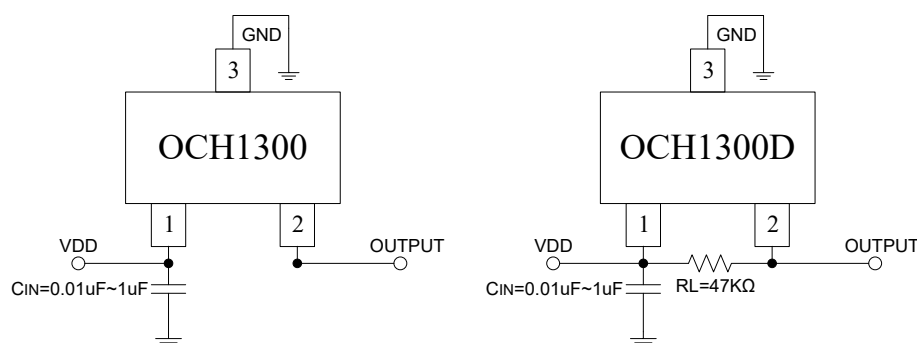 GND
3
OCH1300
1
2
VDD
OUTPUT
CIN=0.01uF~1uF
GND
3
OCH1300D
1
2
VDD
OUTPUT
CIN=0.01uF~1uF
RL=47KΩ